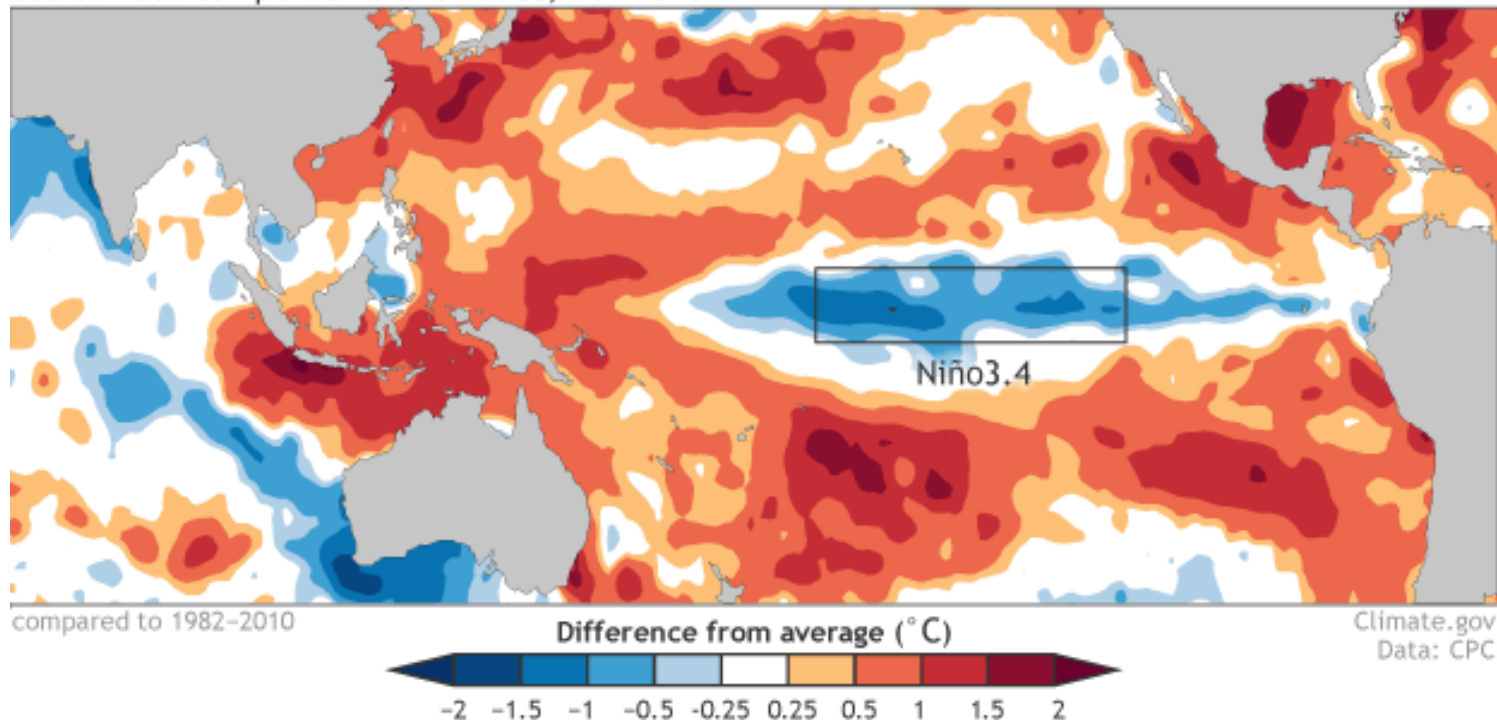 Niño3.4
compared to 1982–2010
Difference from average (°C)
Climate.gov
Data: CPC
−2 −1.5 −1 −0.5 -0.25 0.25 0.5 1 1.5 2